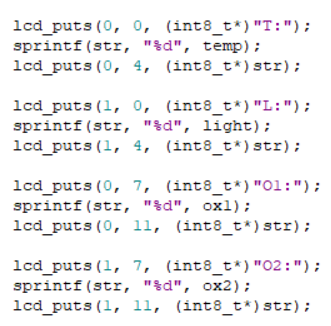 lcd_puts(0, 0, (int8_t*)"T:");
sprintf(str, "%d", temp);
lcd_puts(0, 4, (int8_t*)str);
lcd_puts(1, 0, (int8_t*)"L:");
sprintf(str, "%d", light);
lcd_puts(1, 4, (int8_t*)str);
lcd_puts(0, 7, (int8_t*)"O1:");
sprintf(str, "%d", ox1);
lcd_puts(0, 11, (int8_t*)str);
lcd_puts(1, 7, (int8_t*)"O2:");
sprintf(str, "%d", ox2);
lcd_puts(1, 11, (int8_t*)str);